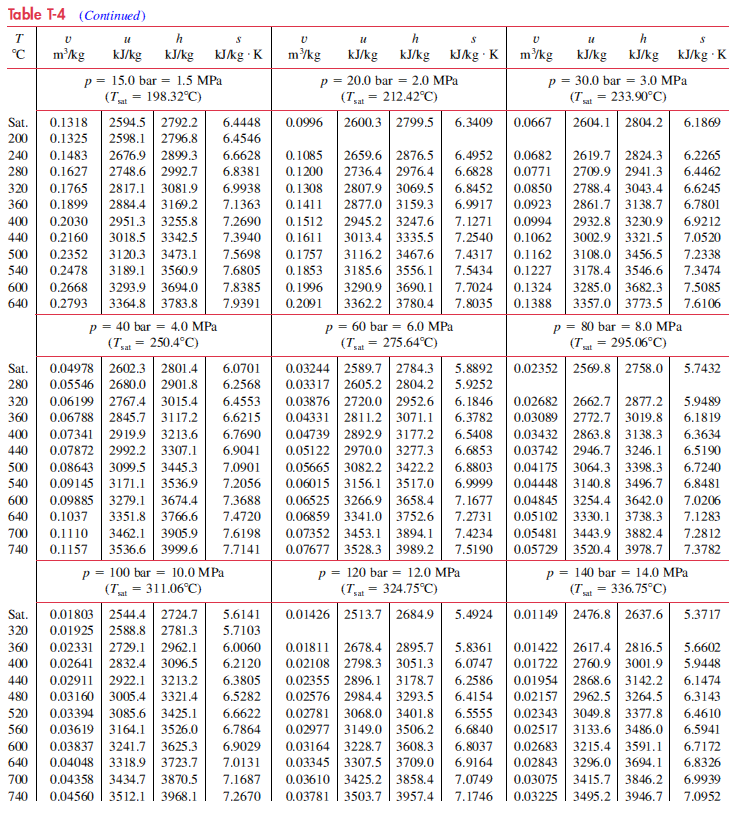 Table T-4 (Continued)
T v u h s v u h s v u h s
°C m³/kg kJ/kg kJ/kg kJ/kg · K m³/kg kJ/kg kJ/kg kJ/kg · K m³/kg kJ/kg kJ/kg kJ/kg · K
p = 15.0 bar = 1.5 MPa p = 20.0 bar = 2.0 MPa p = 30.0 bar = 3.0 MPa
(Tsat = 198.32°C) (Tsat = 212.42°C) (Tsat = 233.90°C)
Sat. 0.1318 2594.5 2792.2 6.4448 0.0996 2600.3 2799.5 6.3409 0.0667 2604.1 2804.2 6.1869
200 0.1325 2598.1 2796.8 6.4546
240 0.1483 2676.9 2899.3 6.6628 0.1085 2659.6 2876.5 6.4952 0.0682 2619.7 2824.3 6.2265
280 0.1627 2748.6 2992.7 6.8381 0.1200 2736.4 2976.4 6.6828 0.0771 2709.9 2941.3 6.4462
320 0.1765 2817.1 3081.9 6.9938 0.1308 2807.9 3069.5 6.8452 0.0850 2788.4 3043.4 6.6245
360 0.1899 2884.4 3169.2 7.1363 0.1411 2877.0 3159.3 6.9917 0.0923 2861.7 3138.7 6.7801
400 0.2030 2951.3 3255.8 7.2690 0.1512 2945.2 3247.6 7.1271 0.0994 2932.8 3230.9 6.9212
440 0.2160 3018.5 3342.5 7.3940 0.1611 3013.4 3335.5 7.2540 0.1062 3002.9 3321.5 7.0520
500 0.2352 3120.3 3473.1 7.5698 0.1757 3116.2 3467.6 7.4317 0.1162 3108.0 3456.5 7.2338
540 0.2478 3189.1 3560.9 7.6805 0.1853 3185.6 3556.1 7.5434 0.1227 3178.4 3546.6 7.3474
600 0.2668 3293.9 3694.0 7.8385 0.1996 3290.9 3690.1 7.7024 0.1324 3285.0 3682.3 7.5085
640 0.2793 3364.8 3783.8 7.9391 0.2091 3362.2 3780.4 7.8035 0.1388 3357.0 3773.5 7.6106
p = 40 bar = 4.0 MPa p = 60 bar = 6.0 MPa p = 80 bar = 8.0 MPa
(Tsat = 250.4°C) (Tsat = 275.64°C) (Tsat = 295.06°C)
Sat. 0.04978 2602.3 2801.4 6.0701 0.03244 2589.7 2784.3 5.8892 0.02352 2569.8 2758.0 5.7432
280 0.05546 2680.0 2901.8 6.2568 0.03317 2605.2 2804.2 5.9252
320 0.06199 2767.4 3015.4 6.4553 0.03876 2720.0 2952.6 6.1846 0.02682 2662.7 2877.2 5.9489
360 0.06788 2845.7 3117.2 6.6215 0.04331 2811.2 3071.1 6.3782 0.03089 2772.7 3019.8 6.1819
400 0.07341 2919.9 3213.6 6.7690 0.04739 2892.9 3177.2 6.5408 0.03432 2863.8 3138.3 6.3634
440 0.07872 2992.2 3307.1 6.9041 0.05122 2970.0 3277.3 6.6853 0.03742 2946.7 3246.1 6.5190
500 0.08643 3099.5 3445.3 7.0901 0.05665 3082.2 3422.2 6.8803 0.04175 3064.3 3398.3 6.7240
540 0.09145 3171.1 3536.9 7.2056 0.06015 3156.1 3517.0 6.9999 0.04448 3140.8 3496.7 6.8481
600 0.09885 3279.1 3674.4 7.3688 0.06525 3266.9 3658.4 7.1677 0.04845 3254.4 3642.0 7.0206
640 0.1037 3351.8 3766.6 7.4720 0.06859 3341.0 3752.6 7.2731 0.05102 3330.1 3738.3 7.1283
700 0.1110 3462.1 3905.9 7.6198 0.07352 3453.1 3894.1 7.4234 0.05481 3443.9 3882.4 7.2812
740 0.1157 3536.6 3999.6 7.7141 0.07677 3528.3 3989.2 7.5190 0.05729 3520.4 3978.7 7.3782
p = 100 bar = 10.0 MPa p = 120 bar = 12.0 MPa p = 140 bar = 14.0 MPa
(Tsat = 311.06°C) (Tsat = 324.75°C) (Tsat = 336.75°C)
Sat. 0.01803 2544.4 2724.7 5.6141 0.01426 2513.7 2684.9 5.4924 0.01149 2476.8 2637.6 5.3717
320 0.01925 2588.8 2781.3 5.7103
360 0.02331 2729.1 2962.1 6.0060 0.01811 2678.4 2895.7 5.8361 0.01422 2617.4 2816.5 5.6602
400 0.02641 2832.4 3096.5 6.2120 0.02108 2798.3 3051.3 6.0747 0.01722 2760.9 3001.9 5.9448
440 0.02911 2922.1 3213.2 6.3805 0.02355 2896.1 3178.7 6.2586 0.01954 2868.6 3142.2 6.1474
480 0.03160 3005.4 3321.4 6.5282 0.02576 2984.4 3293.5 6.4154 0.02157 2962.5 3264.5 6.3143
520 0.03394 3085.6 3425.1 6.6622 0.02781 3068.0 3401.8 6.5555 0.02343 3049.8 3377.8 6.4610
560 0.03619 3164.1 3526.0 6.7864 0.02977 3149.0 3506.2 6.6840 0.02517 3133.6 3486.0 6.5941
600 0.03837 3241.7 3625.3 6.9029 0.03164 3228.7 3608.3 6.8037 0.02683 3215.4 3591.1 6.7172
640 0.04048 3318.9 3723.7 7.0131 0.03345 3307.5 3709.0 6.9164 0.02843 3296.0 3694.1 6.8326
700 0.04358 3434.7 3870.5 7.1687 0.03610 3425.2 3858.4 7.0749 0.03075 3415.7 3846.2 6.9939
740 0.04560 3512.1 3968.1 7.2670 0.03781 3503.7 3957.4 7.1746 0.03225 3495.2 3946.7 7.0952